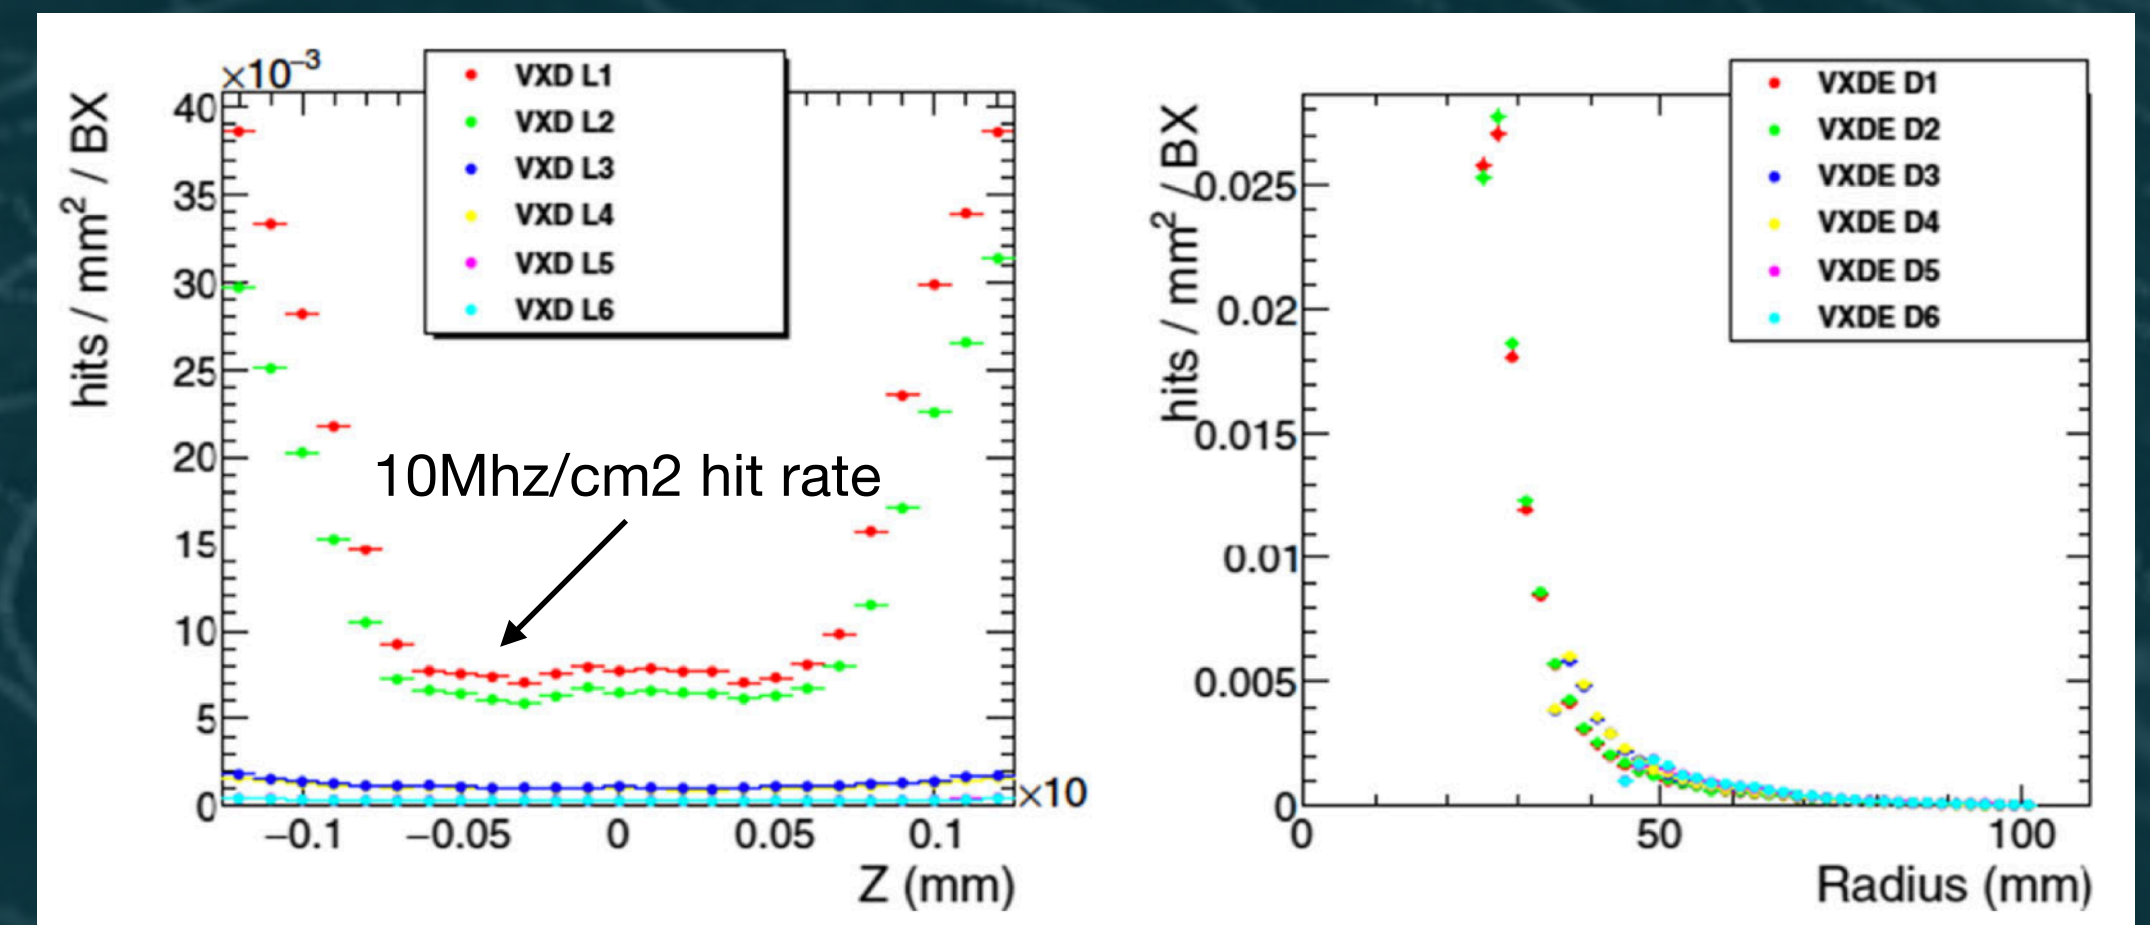 ×10⁻³
hits / mm² / BX
40
35
30
25
20
15
10
5
0
VXD L1
VXD L2
VXD L3
VXD L4
VXD L5
VXD L6
10Mhz/cm2 hit rate
−0.1
−0.05
0
0.05
0.1
×10
Z (mm)
hits / mm² / BX
0.025
0.02
0.015
0.01
0.005
0
VXDE D1
VXDE D2
VXDE D3
VXDE D4
VXDE D5
VXDE D6
0
50
100
Radius (mm)